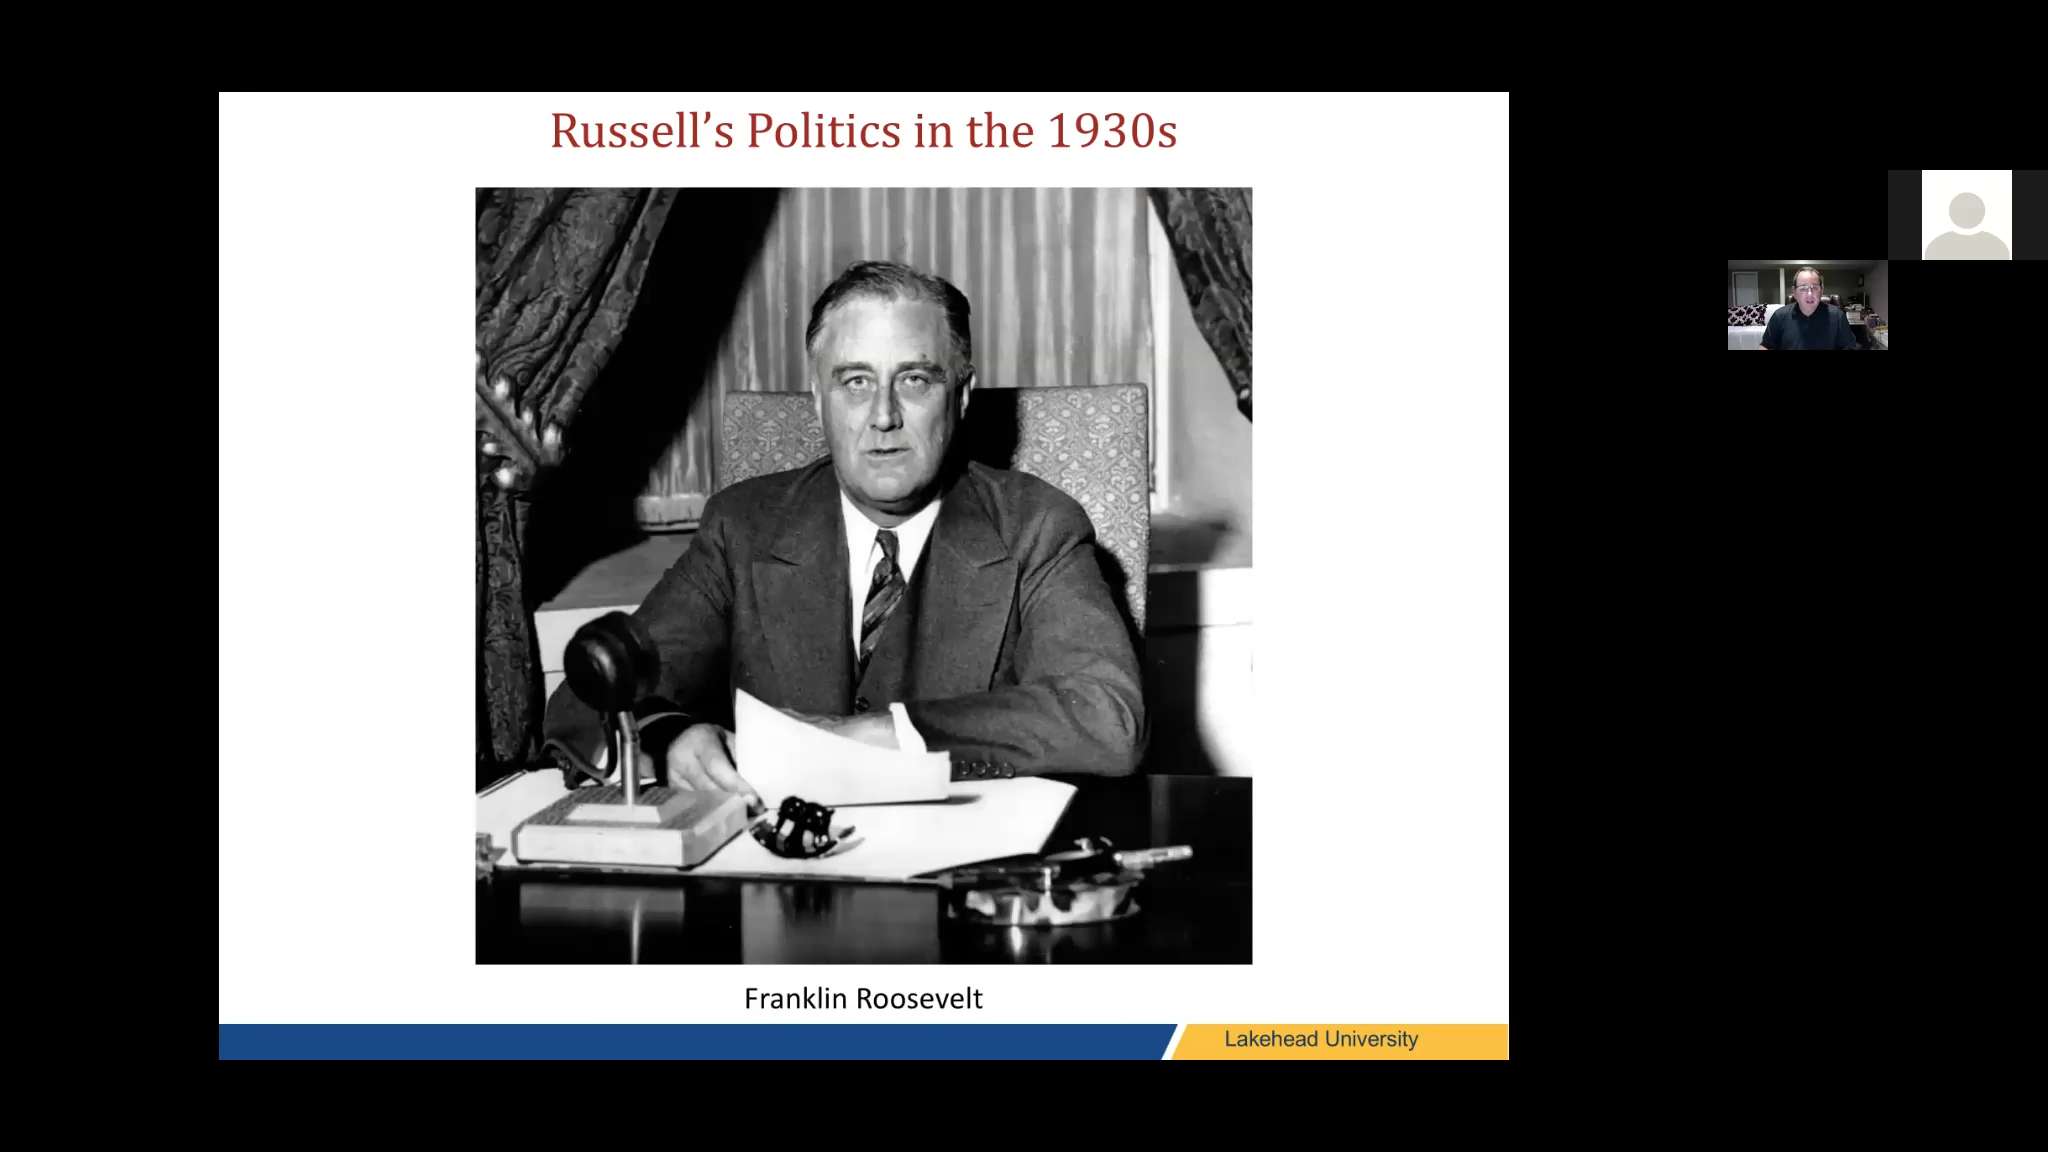 Russell’s Politics in the 1930s
Franklin Roosevelt
Lakehead University